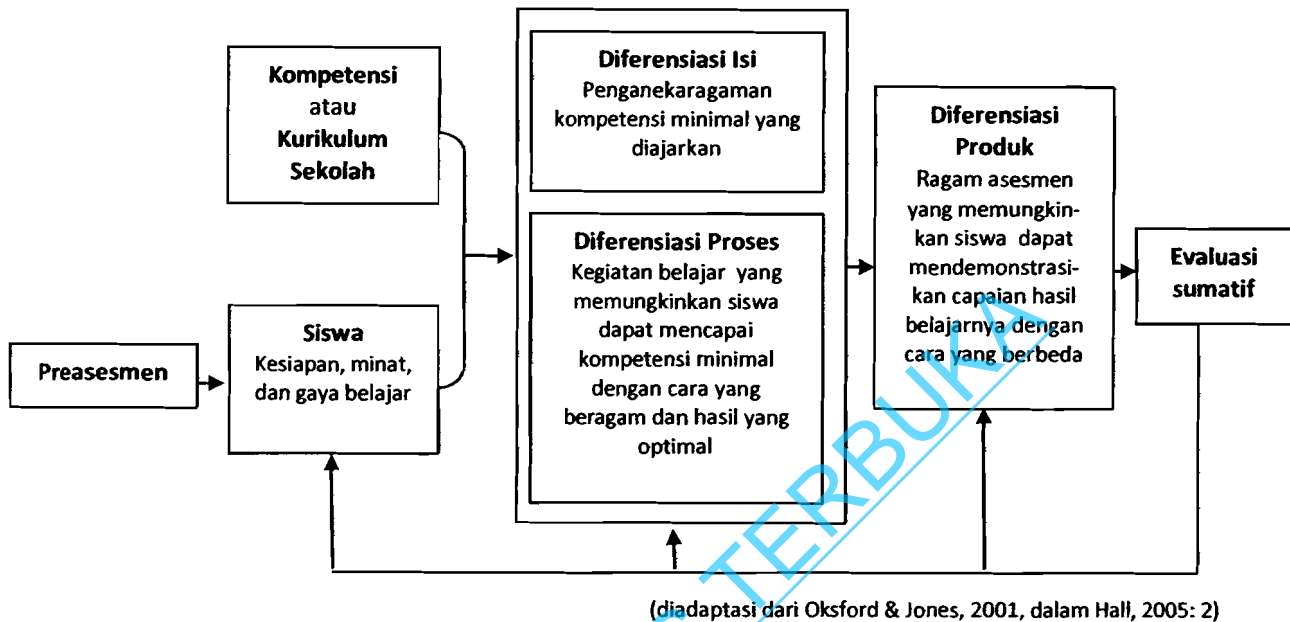 Kompetensi
atau
Kurikulum
Sekolah
Preasesmen
Siswa
Kesiapan, minat,
dan gaya belajar
Diferensiasi Isi
Penganekaragaman
kompetensi minimal yang
diajarkan
Diferensiasi Proses
Kegiatan belajar yang
memungkinkan siswa
dapat mencapai
kompetensi minimal
dengan cara yang
beragam dan hasil yang
optimal
Diferensiasi
Produk
Ragam asesmen
yang memungkin-
kan siswa dapat
mendemonstrasi-
kan capaian hasil
belajarnya dengan
cara yang berbeda
Evaluasi
sumatif
TERBUKA
(diadaptasi dari Oksford & Jones, 2001, dalam Hall, 2005: 2)